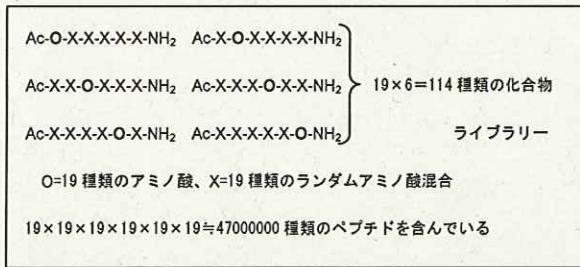 Ac-O-X-X-X-X-X-NH₂ Ac-X-O-X-X-X-X-NH₂
Ac-X-X-O-X-X-X-NH₂ Ac-X-X-X-O-X-X-NH₂
19×6=114 種類の化合物
Ac-X-X-X-X-O-X-NH₂ Ac-X-X-X-X-X-O-NH₂
ライブラリー
O=19 種類のアミノ酸、X=19 種類のランダムアミノ酸混合
19×19×19×19×19×19≒47000000 種類のペプチドを含んでいる